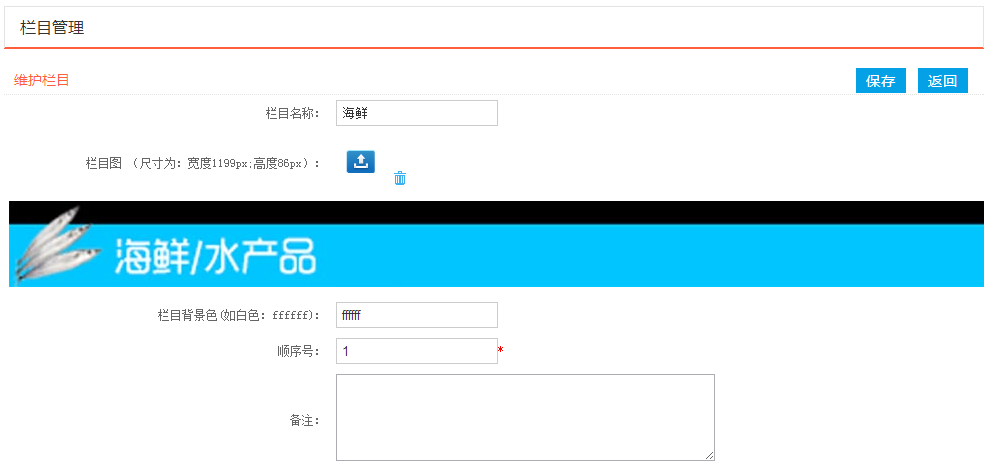 栏目管理
维护栏目
保存 返回
栏目名称： 海鲜
栏目图 （尺寸为：宽度1199px;高度86px）：
海鲜/水产品
栏目背景色(如白色：ffffff)： ffffff
顺序号： 1 *
备注：